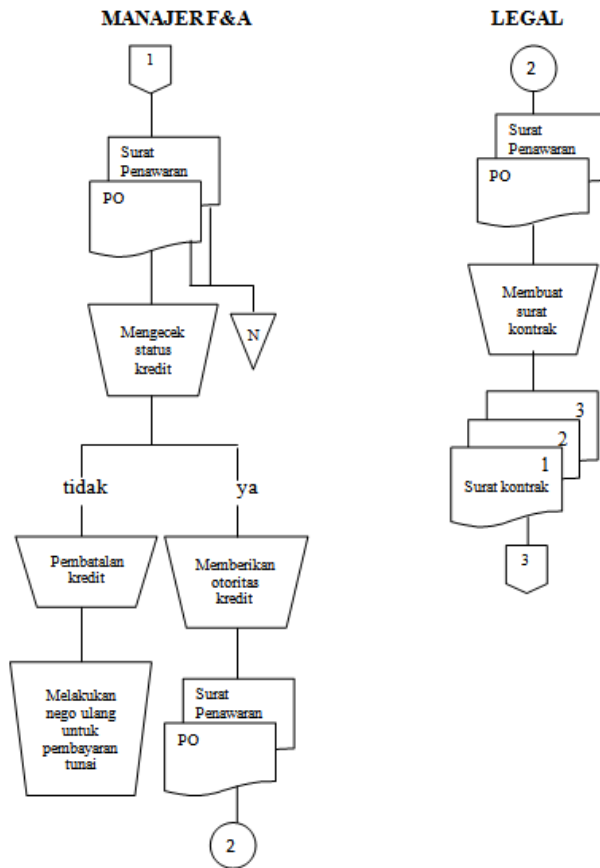 MANAJER F&A
1
Surat
Penawaran
PO
N
Mengecek
status
kredit
tidak
ya
Pembatalan
kredit
Memberikan
otoritas
kredit
Melakukan
nego ulang
untuk
pembayaran
tunai
Surat
Penawaran
PO
2
LEGAL
2
Surat
Penawaran
PO
Membuat
surat
kontrak
3
2
1
Surat kontrak
3